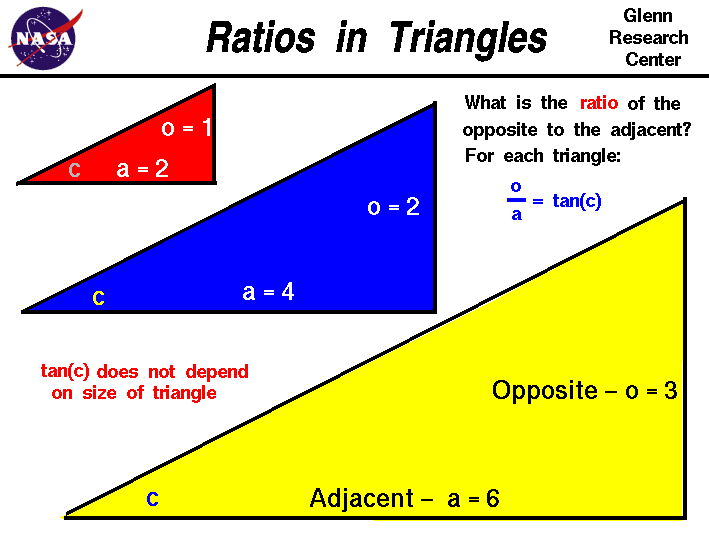 NASA
Ratios in Triangles
Glenn
Research
Center
What is the ratio of the
opposite to the adjacent?
For each triangle:
o
a
= tan(c)
o = 1
c
a = 2
o = 2
c
a = 4
tan(c) does not depend
on size of triangle
Opposite – o = 3
c
Adjacent – a = 6